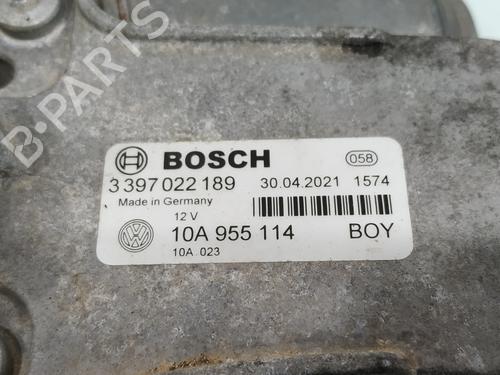 BOSCH
058
3 397 022 189
30.04.2021 1574
Made in Germany
12 V
10A 955 114
BOY
10A 023
B-PARTS